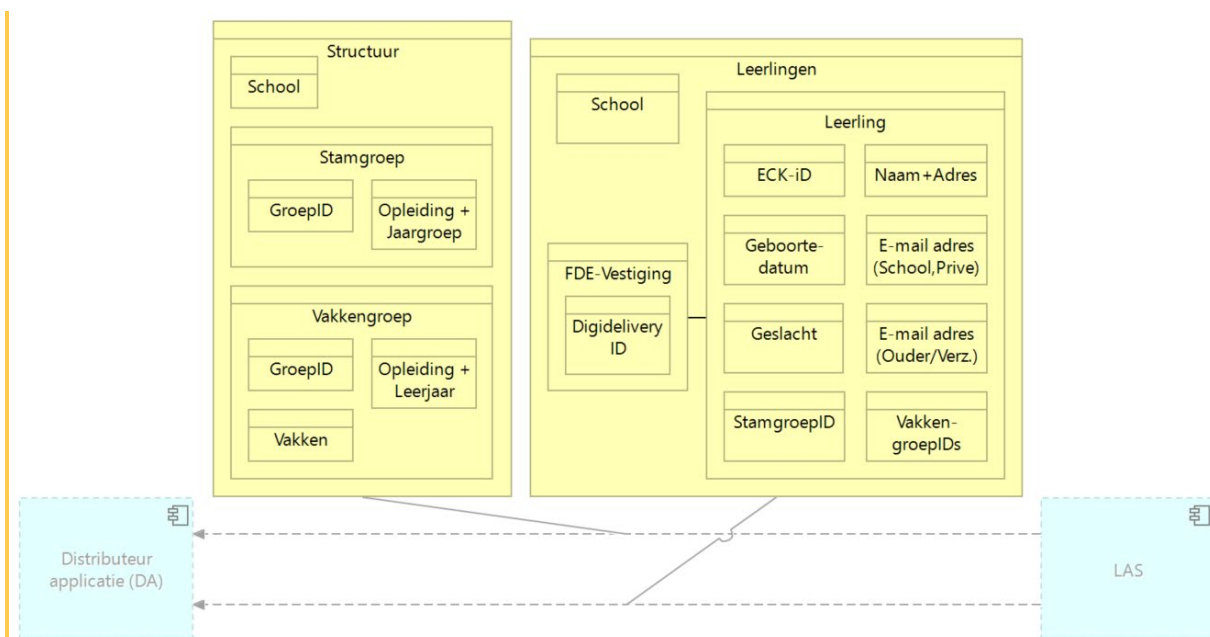 Structuur
School
Stamgroep
GroepID
Opleiding +
Jaargroep
Vakkengroep
GroepID
Opleiding +
Leerjaar
Vakken
Leerlingen
School
FDE-Vestiging
Digidelivery
ID
Leerling
ECK-iD
Naam+Adres
Geboorte-
datum
E-mail adres
(School,Prive)
Geslacht
E-mail adres
(Ouder/Verz.)
StamgroepID
Vakken-
groepIDs
Distributeur
applicatie (DA)
LAS